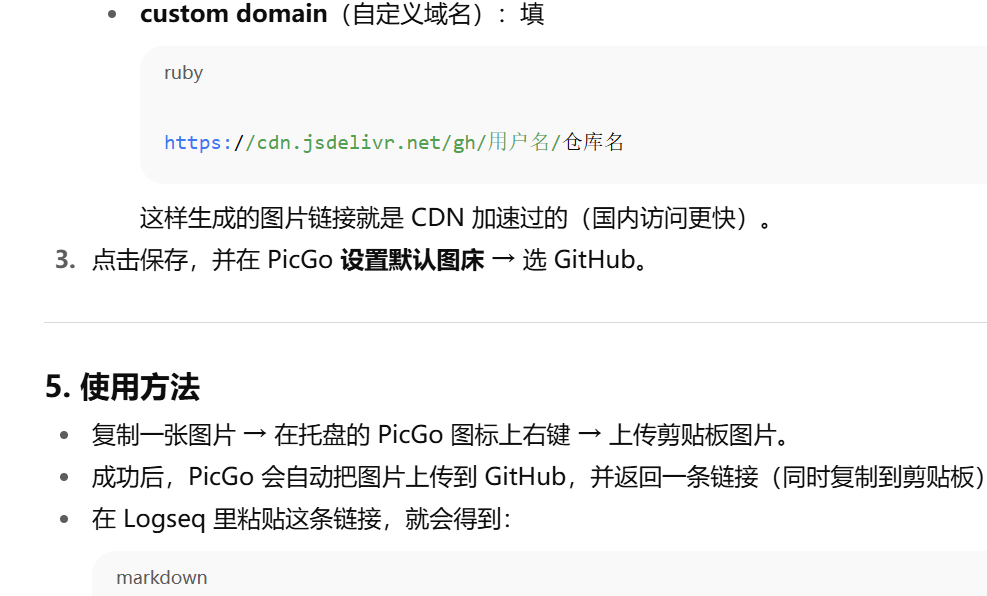 custom domain（自定义域名）：填
ruby
https://cdn.jsdelivr.net/gh/用户名/仓库名
这样生成的图片链接就是 CDN 加速过的（国内访问更快）。
3. 点击保存，并在 PicGo 设置默认图床 → 选 GitHub。
5. 使用方法
复制一张图片 → 在托盘的 PicGo 图标上右键 → 上传剪贴板图片。
成功后，PicGo 会自动把图片上传到 GitHub，并返回一条链接（同时复制到剪贴板）
在 Logseq 里粘贴这条链接，就会得到：
markdown